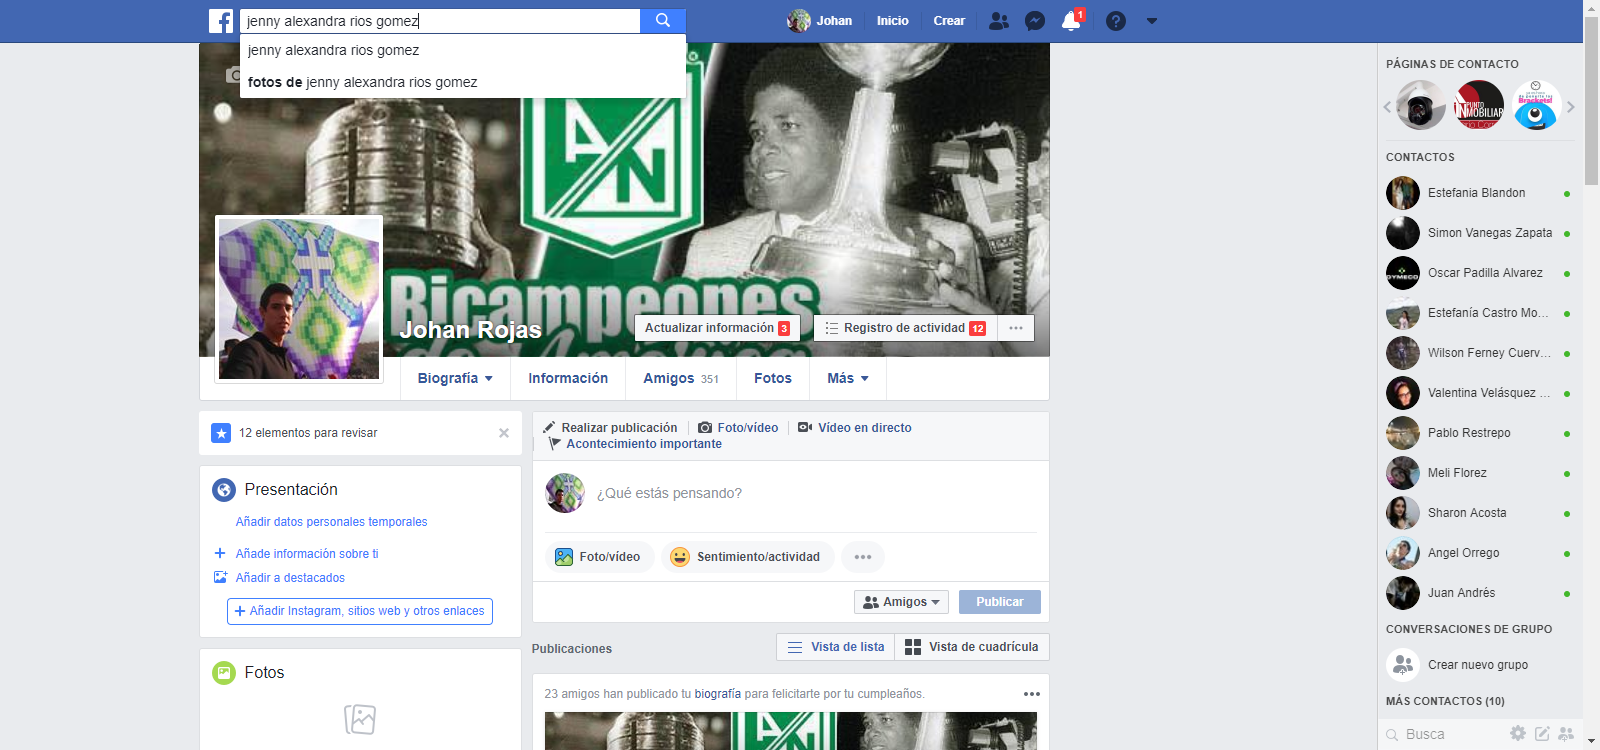 jenny alexandra rios gomez
Johan
Inicio
Crear
1
jenny alexandra rios gomez
fotos de jenny alexandra rios gomez
Bicampeones
de América
Johan Rojas
Actualizar información 3
Registro de actividad 12
Biografía
Información
Amigos 351
Fotos
Más
12 elementos para revisar
Presentación
Añadir datos personales temporales
Añade información sobre ti
Añadir a destacados
Añadir Instagram, sitios web y otros enlaces
Fotos
Realizar publicación
Foto/vídeo
Vídeo en directo
Acontecimiento importante
¿Qué estás pensando?
Foto/vídeo
Sentimiento/actividad
Amigos
Publicar
Publicaciones
Vista de lista
Vista de cuadrícula
23 amigos han publicado tu biografía para felicitarte por tu cumpleaños.
PÁGINAS DE CONTACTO
PUNTO
INMOBILIAR
Brackets!
CONTACTOS
Estefania Blandon
Simon Vanegas Zapata
DYMECO
Oscar Padilla Alvarez
Estefanía Castro Mo...
Wilson Ferney Cuerv...
Valentina Velásquez ...
Pablo Restrepo
Meli Florez
Sharon Acosta
Angel Orrego
Juan Andrés
CONVERSACIONES DE GRUPO
Crear nuevo grupo
MÁS CONTACTOS (10)
Busca